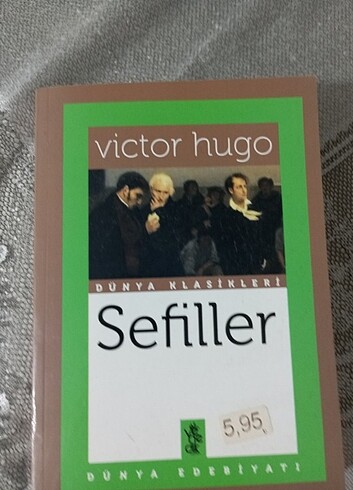 victor hugo
DÜNYA KLASİKLERİ
Sefiller
5,95
DÜNYA EDEBİYATI